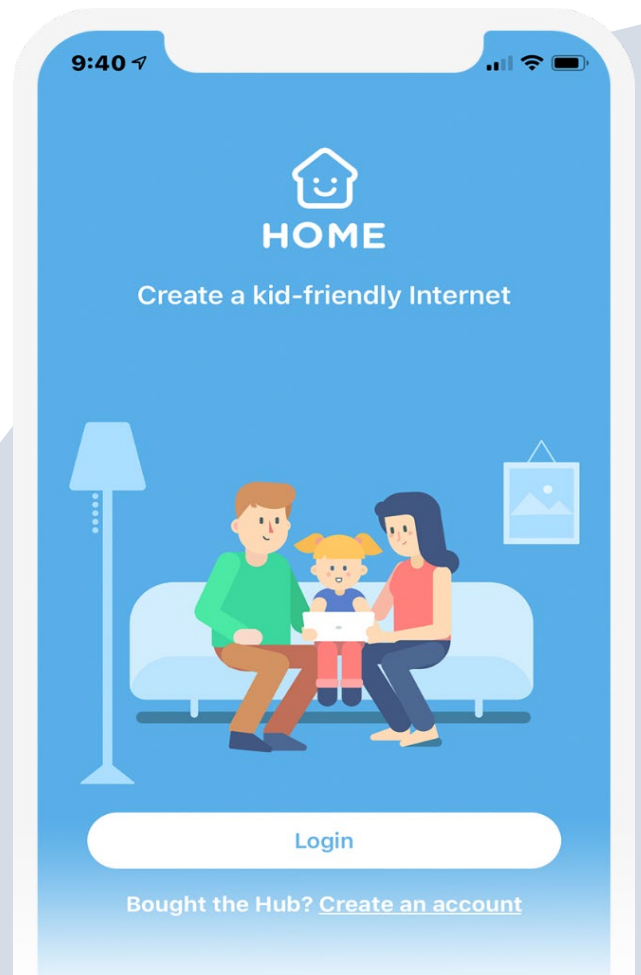 9:40
HOME
Create a kid-friendly Internet
Login
Bought the Hub? Create an account